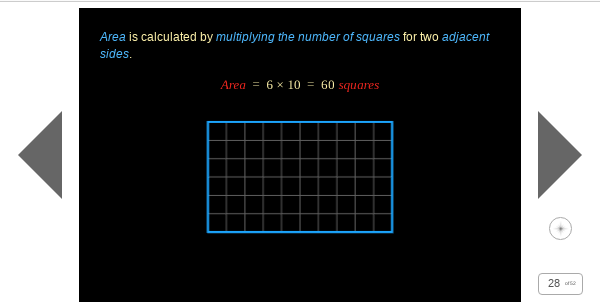 Area is calculated by multiplying the number of squares for two adjacent
sides.
Area = 6 × 10 = 60 squares
28 of 52